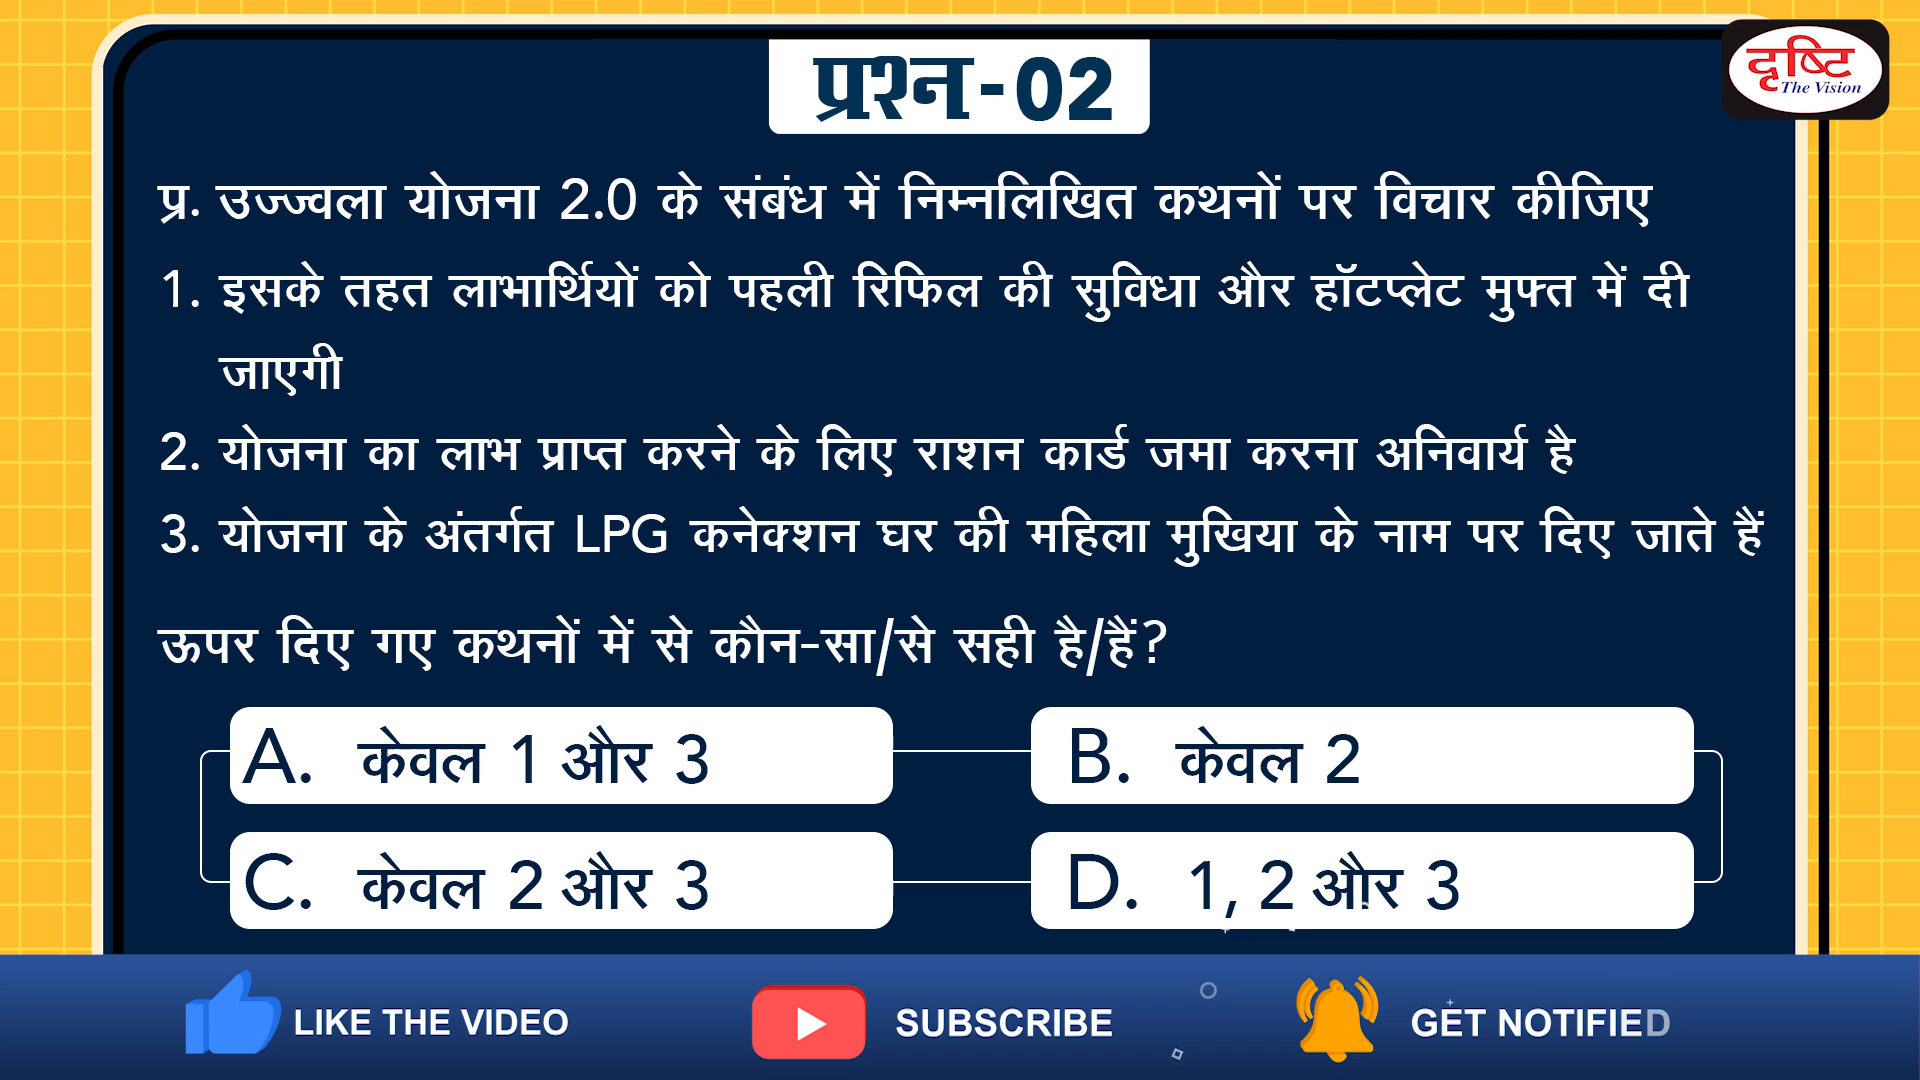 प्रश्न-02
दृष्टि
The Vision
प्र. उज्ज्वला योजना 2.0 के संबंध में निम्नलिखित कथनों पर विचार कीजिए
1. इसके तहत लाभार्थियों को पहली रिफिल की सुविधा और हॉटप्लेट मुफ्त में दी
जाएगी
2. योजना का लाभ प्राप्त करने के लिए राशन कार्ड जमा करना अनिवार्य है
3. योजना के अंतर्गत LPG कनेक्शन घर की महिला मुखिया के नाम पर दिए जाते हैं
ऊपर दिए गए कथनों में से कौन-सा/से सही है/हैं?
A. केवल 1 और 3
B. केवल 2
C. केवल 2 और 3
D. 1, 2 और 3
LIKE THE VIDEO
SUBSCRIBE
GET NOTIFIED